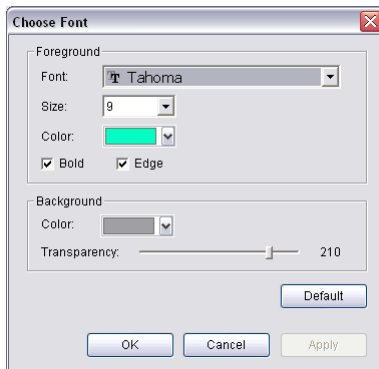 Choose Font
Foreground
Font: Tahoma
Size: 9
Color:
Bold Edge
Background
Color:
Transparency: 210
Default
OK Cancel Apply